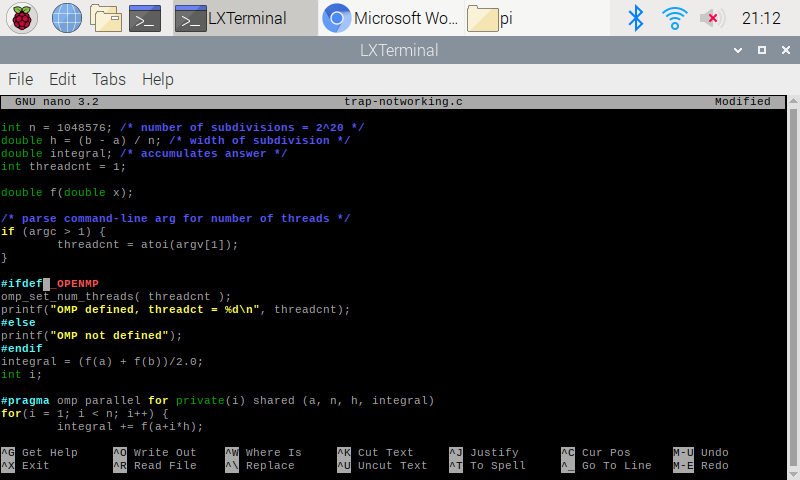 LXTerminal Microsoft Wo... pi 21:12
LXTerminal
File Edit Tabs Help
GNU nano 3.2 trap-notworking.c Modified
int n = 1048576; /* number of subdivisions = 2^20 */
double h = (b - a) / n; /* width of subdivision */
double integral; /* accumulates answer */
int threadcnt = 1;
double f(double x);
/* parse command-line arg for number of threads */
if (argc > 1) {
        threadcnt = atoi(argv[1]);
}
#ifdef _OPENMP
omp_set_num_threads( threadcnt );
printf("OMP defined, threadct = %d\n", threadcnt);
#else
printf("OMP not defined");
#endif
integral = (f(a) + f(b))/2.0;
int i;
#pragma omp parallel for private(i) shared (a, n, h, integral)
for(i = 1; i < n; i++) {
        integral += f(a+i*h);
^G Get Help ^O Write Out ^W Where Is ^K Cut Text ^J Justify ^C Cur Pos M-U Undo
^X Exit ^R Read File ^\ Replace ^U Uncut Text ^T To Spell ^_ Go To Line M-E Redo